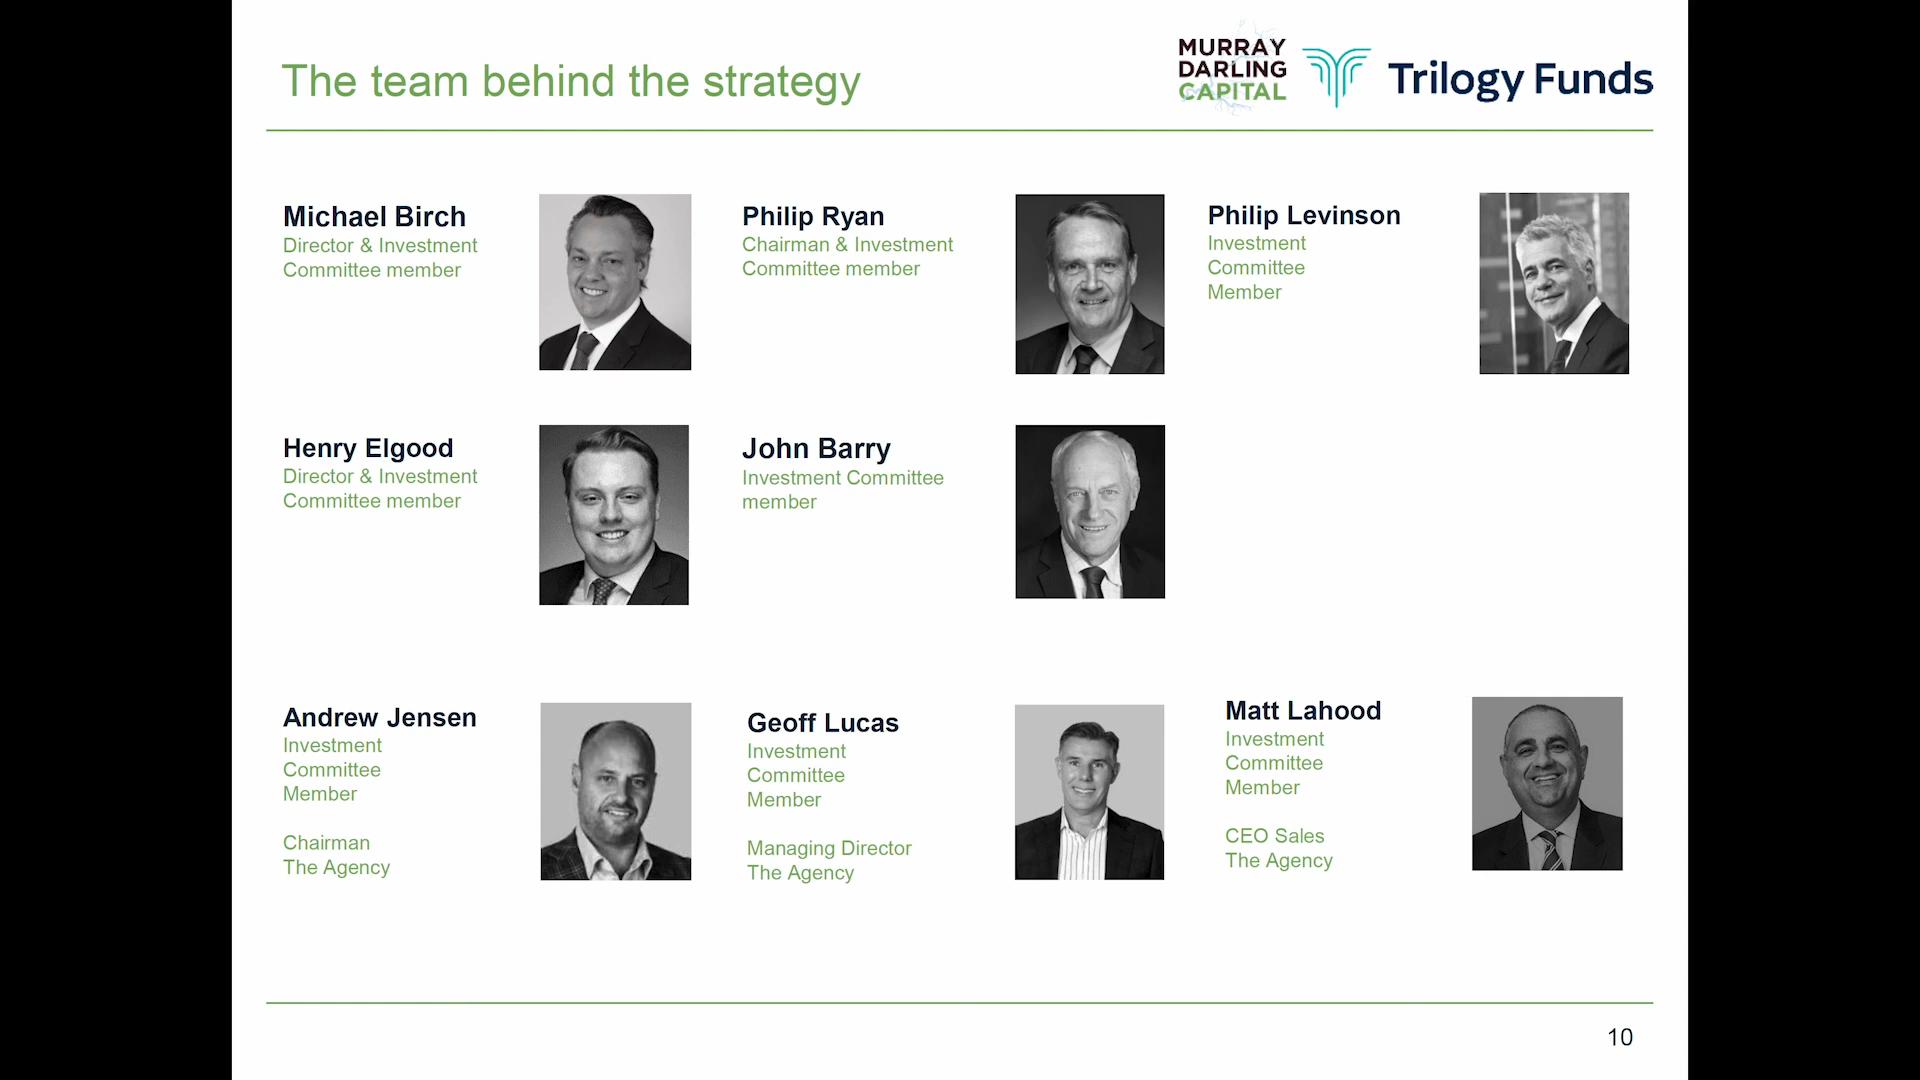 The team behind the strategy
MURRAY
DARLING
CAPITAL
Trilogy Funds
Michael Birch
Director & Investment
Committee member
Philip Ryan
Chairman & Investment
Committee member
Philip Levinson
Investment
Committee
Member
Henry Elgood
Director & Investment
Committee member
John Barry
Investment Committee
member
Andrew Jensen
Investment
Committee
Member
Chairman
The Agency
Geoff Lucas
Investment
Committee
Member
Managing Director
The Agency
Matt Lahood
Investment
Committee
Member
CEO Sales
The Agency
10